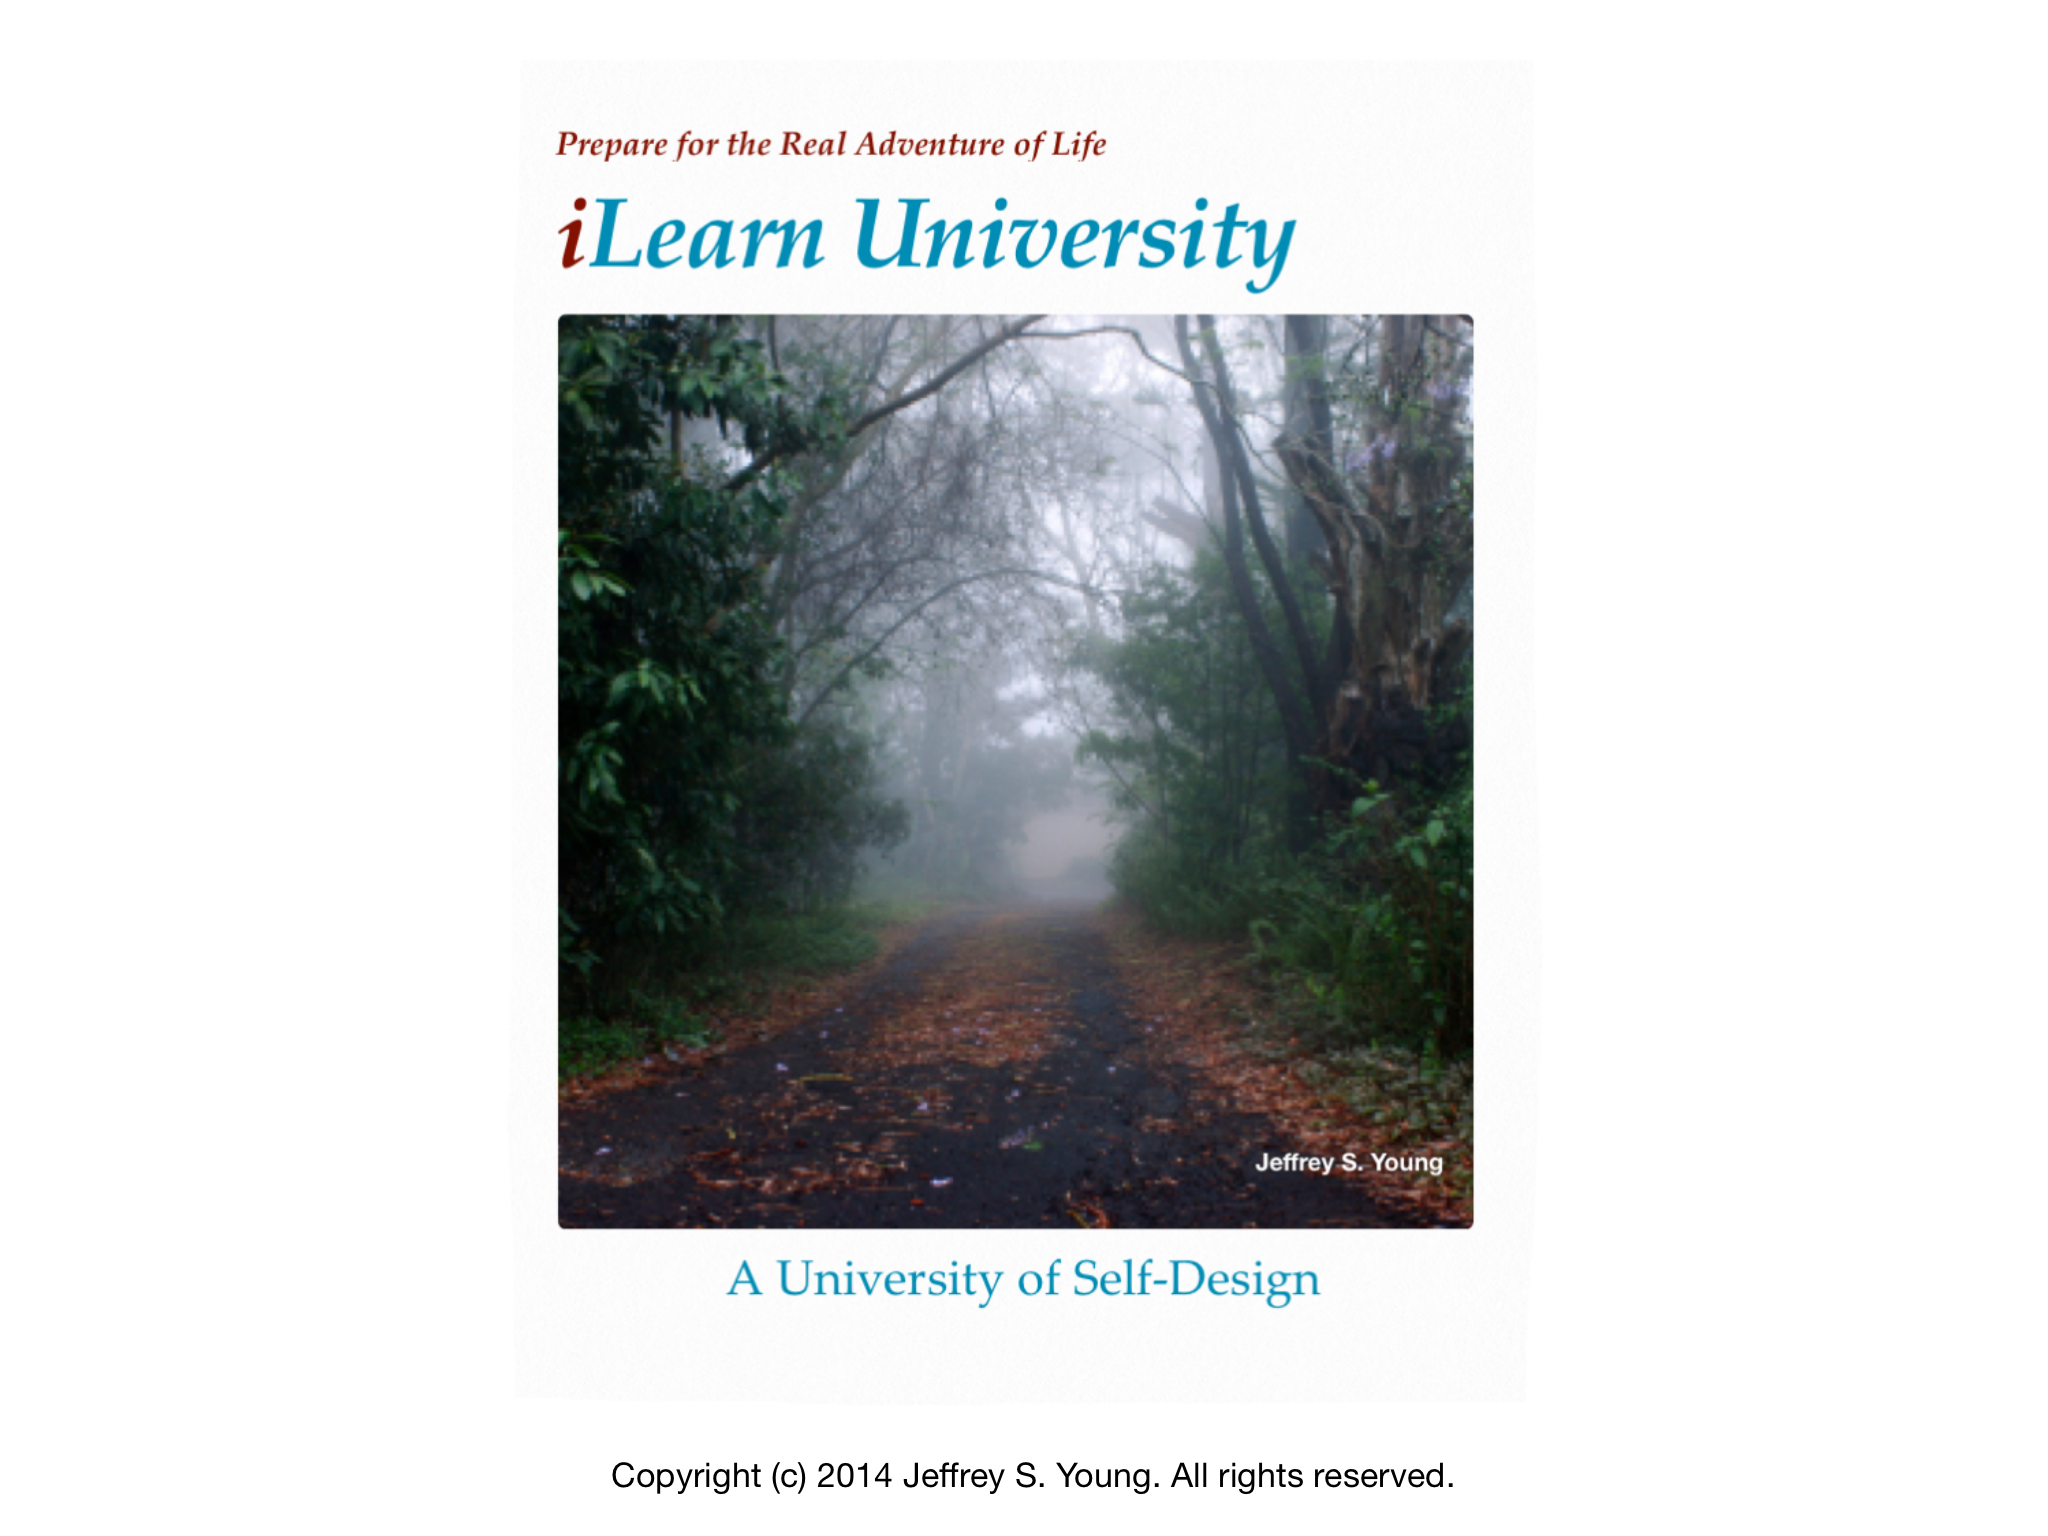 Prepare for the Real Adventure of Life
iLearn University
Jeffrey S. Young
A University of Self-Design
Copyright (c) 2014 Jeffrey S. Young. All rights reserved.